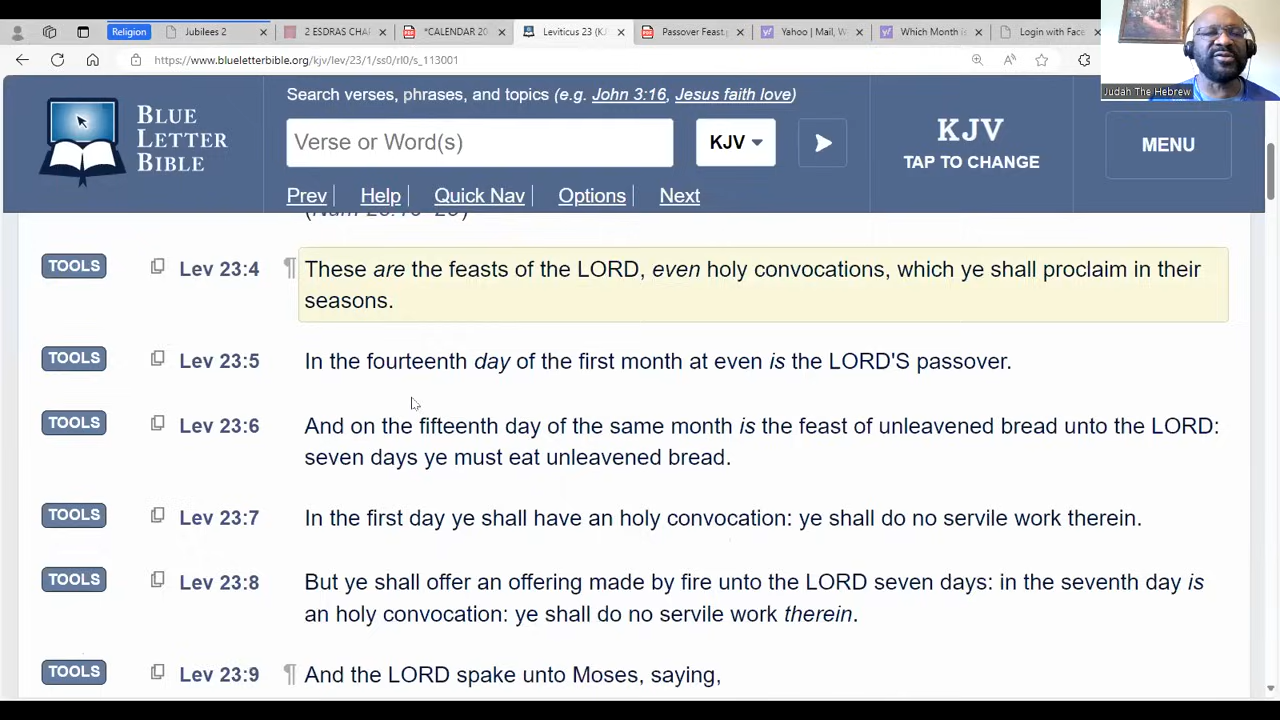 Religion
Jubilees 2
2 ESDRAS CHA
*CALENDAR 20
Leviticus 23 (KJ
Passover Feast
Yahoo | Mail, W
Which Month is
Login with Face
https://www.blueletterbible.org/kjv/lev/23/1/ss0/rl0/s_113001
Judah The Hebrew
BLUE
LETTER
BIBLE
Search verses, phrases, and topics (e.g. John 3:16, Jesus faith love)
Verse or Word(s)
KJV
KJV
TAP TO CHANGE
MENU
Prev
Help
Quick Nav
Options
Next
TOOLS
Lev 23:4
¶ These are the feasts of the LORD, even holy convocations, which ye shall proclaim in their
seasons.
TOOLS
Lev 23:5
In the fourteenth day of the first month at even is the LORD'S passover.
TOOLS
Lev 23:6
And on the fifteenth day of the same month is the feast of unleavened bread unto the LORD:
seven days ye must eat unleavened bread.
TOOLS
Lev 23:7
In the first day ye shall have an holy convocation: ye shall do no servile work therein.
TOOLS
Lev 23:8
But ye shall offer an offering made by fire unto the LORD seven days: in the seventh day is
an holy convocation: ye shall do no servile work therein.
TOOLS
Lev 23:9
¶ And the LORD spake unto Moses, saying,